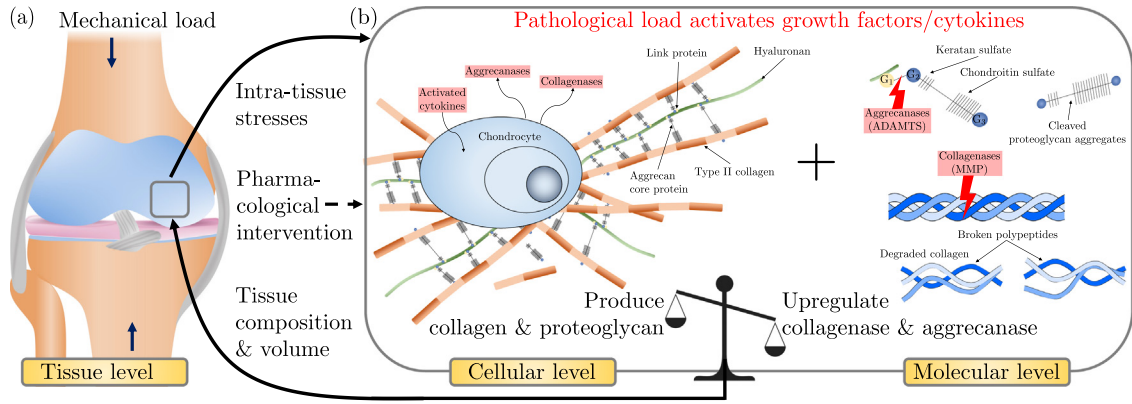 (a)
Mechanical load
Intra-tissue
stresses
Pharma-
cological
intervention
Tissue
composition
& volume
Tissue level
(b)
Pathological load activates growth factors/cytokines
Link protein
Hyaluronan
Aggrecanases
Collagenases
Activated
cytokines
Chondrocyte
Aggrecan
core protein
Type II collagen
Keratan sulfate
Chondroitin sulfate
G₁
G₂
G₃
Aggrecanases
(ADAMTS)
Cleaved
proteoglycan aggregates
Collagenases
(MMP)
Broken polypeptides
Degraded collagen
Produce
collagen & proteoglycan
Upregulate
collagenase & aggrecanase
Cellular level
Molecular level